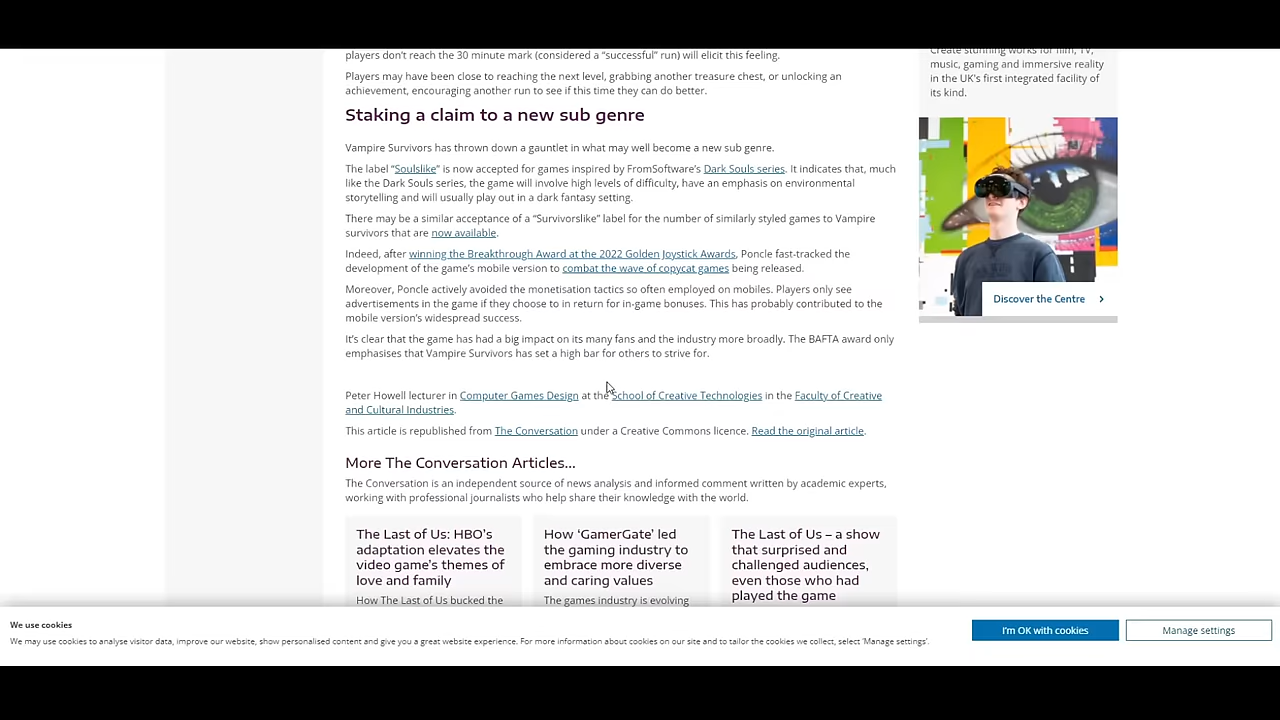 players don't reach the 30 minute mark (considered a "successful" run) will elicit this feeling.
Players may have been close to reaching the next level, grabbing another treasure chest, or unlocking an
achievement, encouraging another run to see if this time they can do better.
Staking a claim to a new sub genre
Vampire Survivors has thrown down a gauntlet in what may well become a new sub genre.
The label “Soulslike” is now accepted for games inspired by FromSoftware’s Dark Souls series. It indicates that, much
like the Dark Souls series, the game will involve high levels of difficulty, have an emphasis on environmental
storytelling and will usually play out in a dark fantasy setting.
There may be a similar acceptance of a “Survivorslike” label for the number of similarly styled games to Vampire
survivors that are now available.
Indeed, after winning the Breakthrough Award at the 2022 Golden Joystick Awards, Poncle fast-tracked the
development of the game’s mobile version to combat the wave of copycat games being released.
Moreover, Poncle actively avoided the monetisation tactics so often employed on mobiles. Players only see
advertisements in the game if they choose to in return for in-game bonuses. This has probably contributed to the
mobile version’s widespread success.
It’s clear that the game has had a big impact on its many fans and the industry more broadly. The BAFTA award only
emphasises that Vampire Survivors has set a high bar for others to strive for.
Peter Howell lecturer in Computer Games Design at the School of Creative Technologies in the Faculty of Creative
and Cultural Industries.
This article is republished from The Conversation under a Creative Commons licence. Read the original article.
More The Conversation Articles...
The Conversation is an independent source of news analysis and informed comment written by academic experts,
working with professional journalists who help share their knowledge with the world.
The Last of Us: HBO’s
adaptation elevates the
video game’s themes of
love and family
How The Last of Us bucked the
How ‘GamerGate’ led
the gaming industry to
embrace more diverse
and caring values
The games industry is evolving
The Last of Us – a show
that surprised and
challenged audiences,
even those who had
played the game
Create stunning works for film, TV,
music, gaming and immersive reality
in the UK's first integrated facility of
its kind.
Discover the Centre
We use cookies
We may use cookies to analyse visitor data, improve our website, show personalised content and give you a great website experience. For more information about cookies on our site and to tailor the cookies we collect, select 'Manage settings'.
I'm OK with cookies
Manage settings